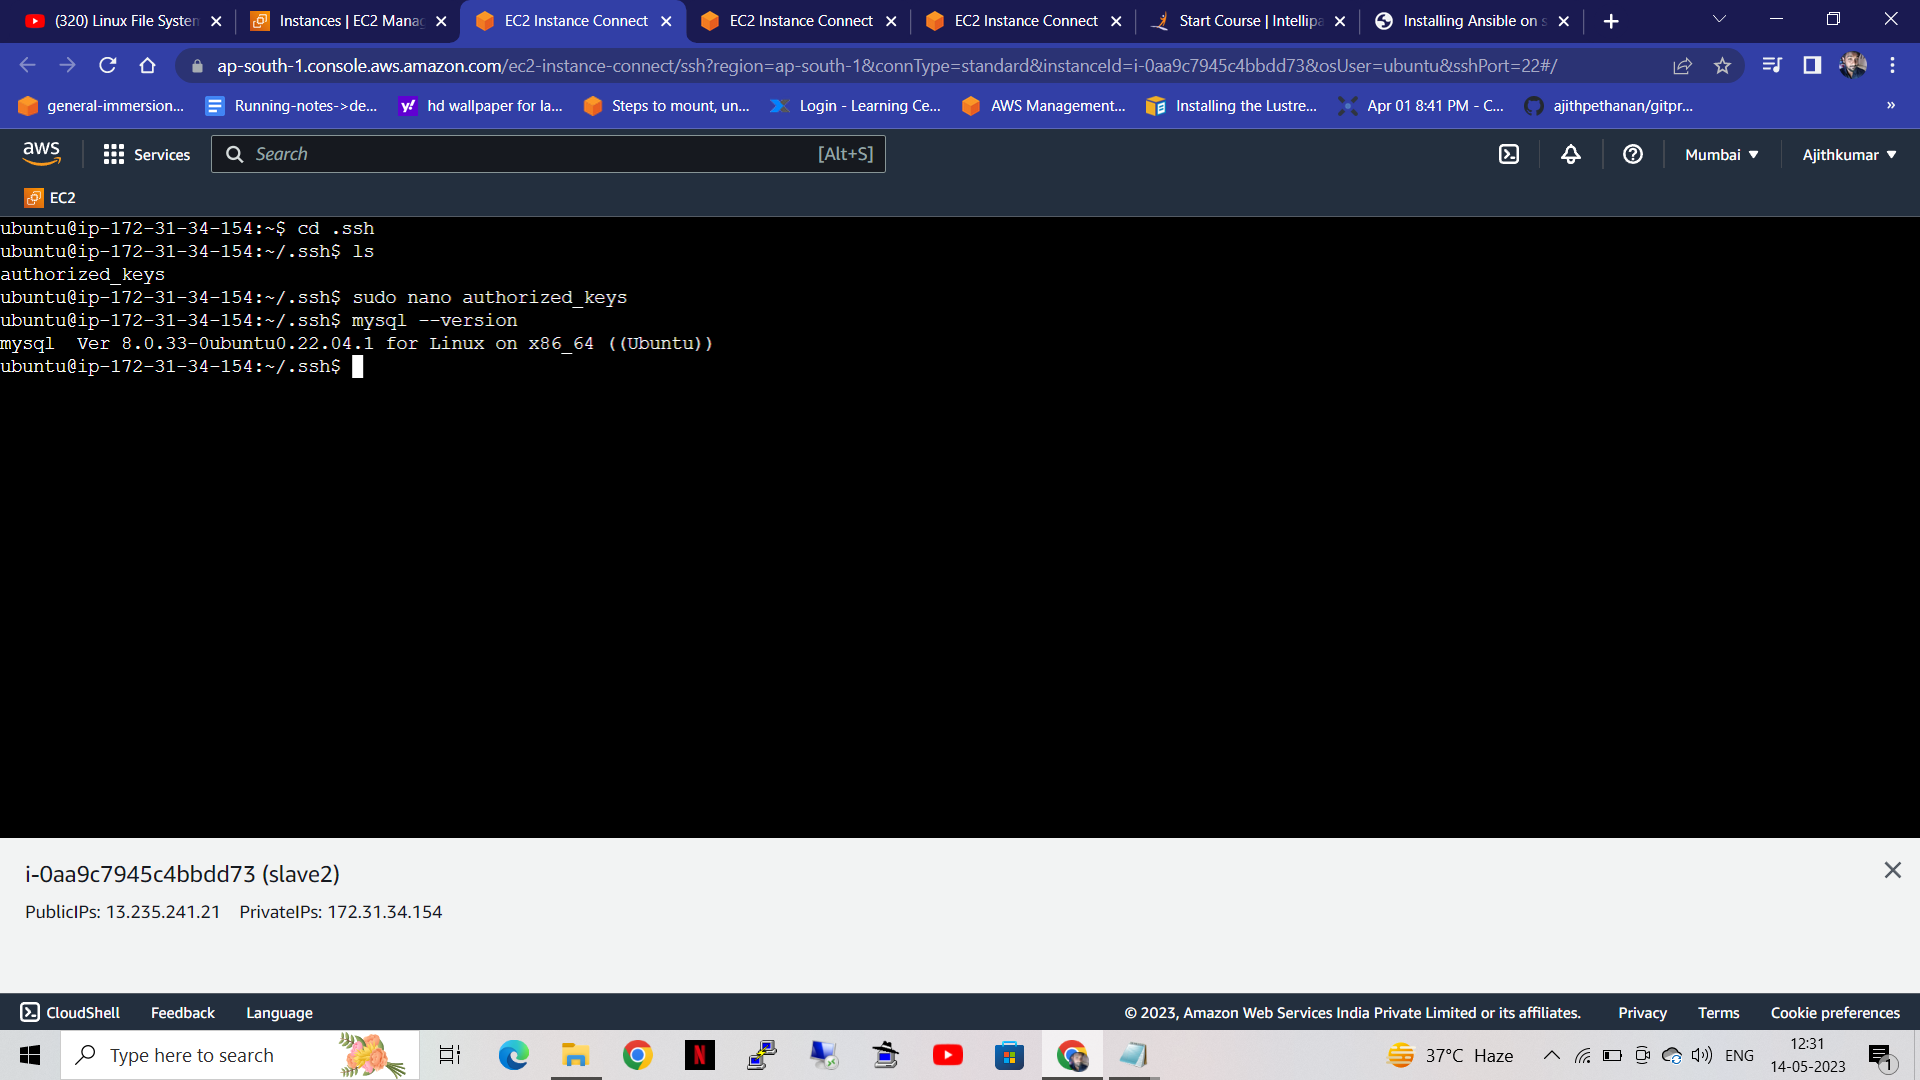 (320) Linux File System
Instances | EC2 Manag
EC2 Instance Connect
EC2 Instance Connect
EC2 Instance Connect
Start Course | Intellipa
Installing Ansible on s
ap-south-1.console.aws.amazon.com/ec2-instance-connect/ssh?region=ap-south-1&connType=standard&instanceId=i-0aa9c7945c4bbdd73&osUser=ubuntu&sshPort=22#/
general-immersion...
Running-notes->de...
hd wallpaper for la...
Steps to mount, un...
Login - Learning Ce...
AWS Management...
Installing the Lustre...
Apr 01 8:41 PM - C...
ajithpethanan/gitpr...
»
aws
Services
Search
[Alt+S]
Mumbai
Ajithkumar
EC2
ubuntu@ip-172-31-34-154:~$ cd .ssh
ubuntu@ip-172-31-34-154:~/.ssh$ ls
authorized_keys
ubuntu@ip-172-31-34-154:~/.ssh$ sudo nano authorized_keys
ubuntu@ip-172-31-34-154:~/.ssh$ mysql --version
mysql  Ver 8.0.33-0ubuntu0.22.04.1 for Linux on x86_64 ((Ubuntu))
ubuntu@ip-172-31-34-154:~/.ssh$
i-0aa9c7945c4bbdd73 (slave2)
PublicIPs: 13.235.241.21 PrivateIPs: 172.31.34.154
CloudShell
Feedback
Language
© 2023, Amazon Web Services India Private Limited or its affiliates.
Privacy
Terms
Cookie preferences
Type here to search
37°C Haze
ENG
12:31
14-05-2023
1